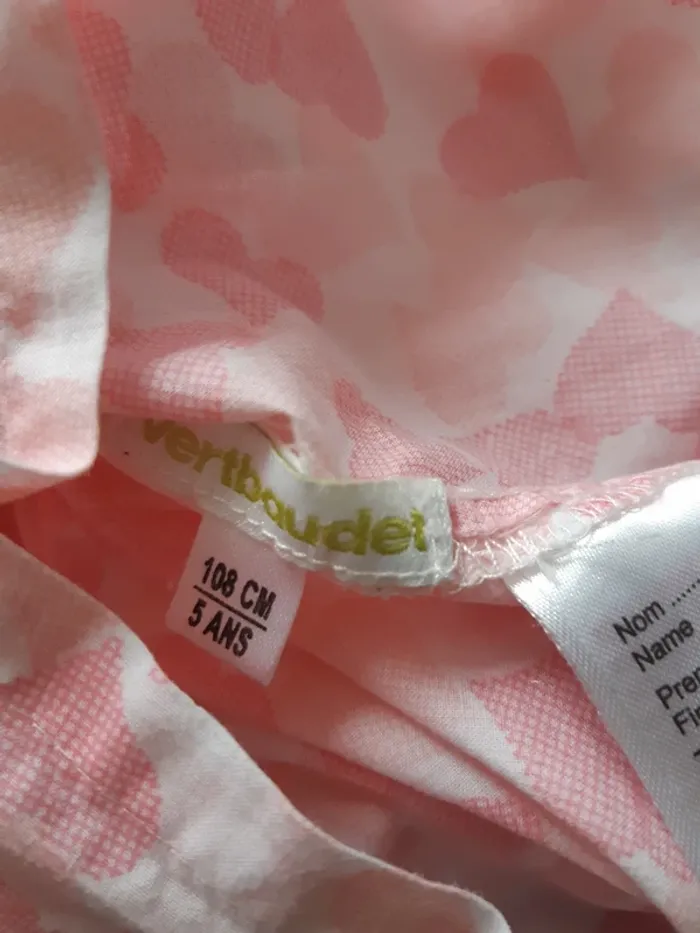 vertbaudet
108 CM
5 ANS
Nom ......
Name